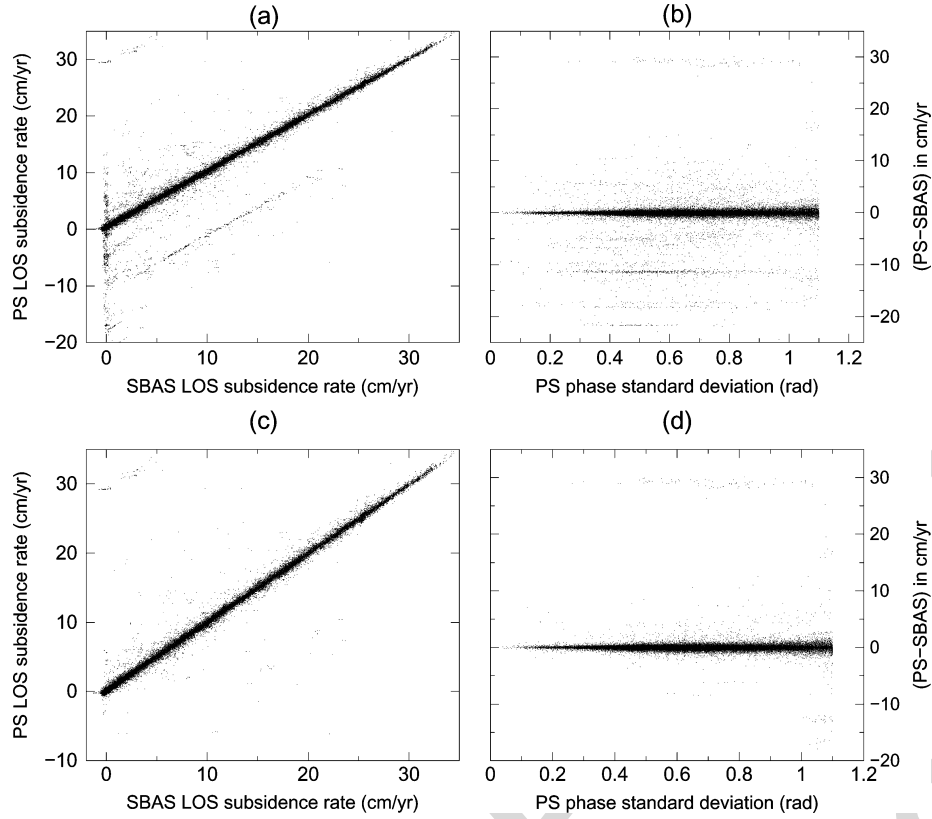 (a)
PS LOS subsidence rate (cm/yr)
30
20
10
0
−10
−20
0 10 20 30
SBAS LOS subsidence rate (cm/yr)
(b)
30
20
10
0
−10
−20
(PS−SBAS) in cm/yr
0 0.2 0.4 0.6 0.8 1 1.2
PS phase standard deviation (rad)
(c)
PS LOS subsidence rate (cm/yr)
30
20
10
0
−10
0 10 20 30
SBAS LOS subsidence rate (cm/yr)
(d)
30
20
10
0
−10
−20
(PS−SBAS) in cm/yr
0 0.2 0.4 0.6 0.8 1 1.2
PS phase standard deviation (rad)